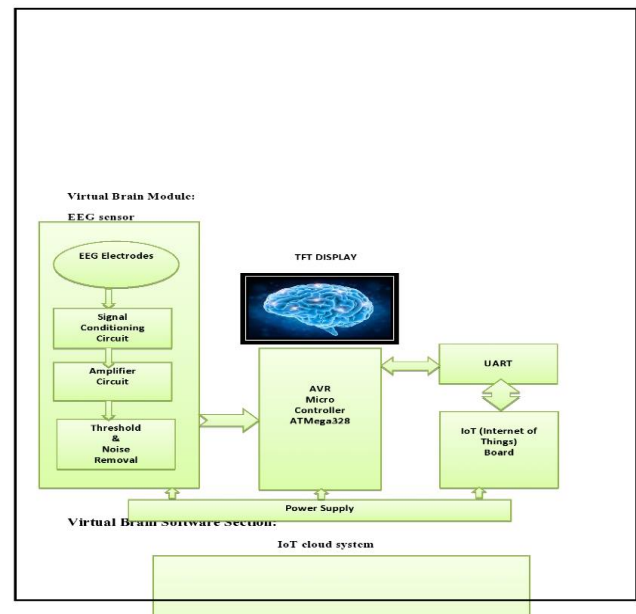 Virtual Brain Module:
EEG sensor
EEG Electrodes
Signal
Conditioning
Circuit
Amplifier
Circuit
Threshold
&
Noise
Removal
TFT DISPLAY
AVR
Micro
Controller
ATMega328
UART
IoT (Internet of
Things)
Board
Power Supply
Virtual Brain Software Section:
IoT cloud system